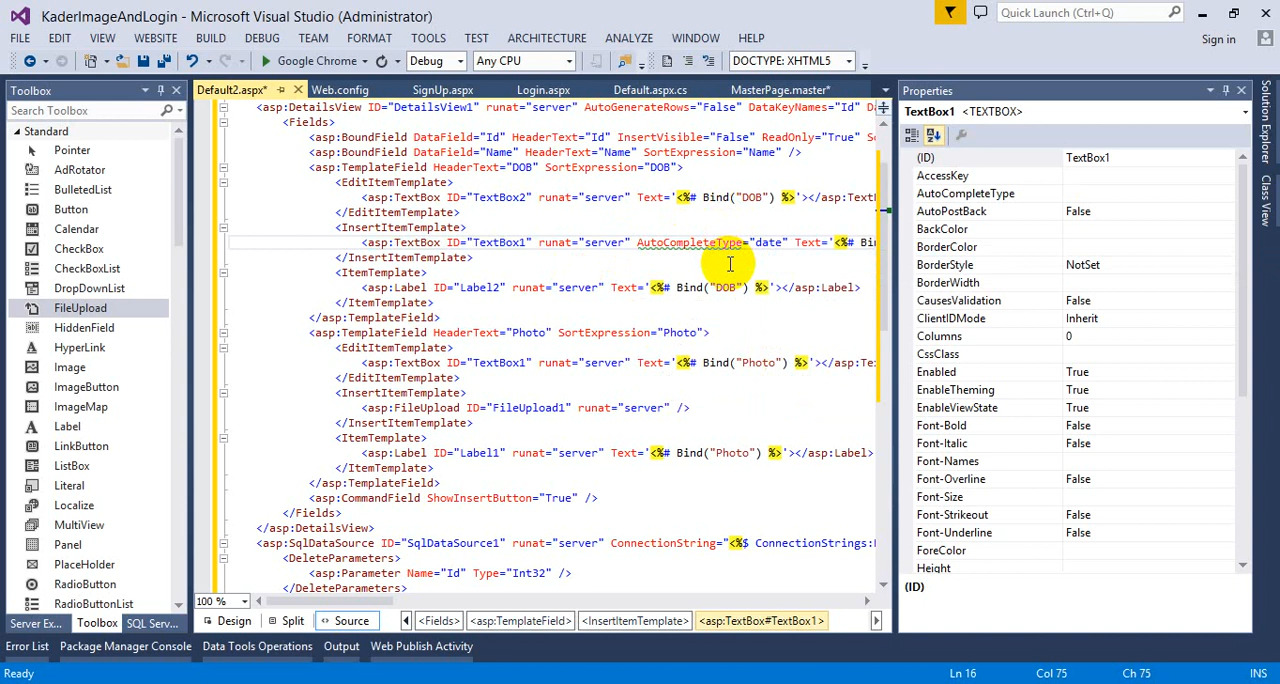 KaderImageAndLogin - Microsoft Visual Studio (Administrator)
Quick Launch (Ctrl+Q)
FILE EDIT VIEW WEBSITE BUILD DEBUG TEAM FORMAT TOOLS TEST ARCHITECTURE ANALYZE WINDOW HELP
Sign in
Google Chrome Debug Any CPU DOCTYPE: XHTML5
Toolbox
Search Toolbox
Standard
Pointer
AdRotator
BulletedList
Button
Calendar
CheckBox
CheckBoxList
DropDownList
FileUpload
HiddenField
HyperLink
Image
ImageButton
ImageMap
Label
LinkButton
ListBox
Literal
Localize
MultiView
Panel
PlaceHolder
RadioButton
RadioButtonList
Server Ex... Toolbox SQL Serv...
Default2.aspx* Web.config SignUp.aspx Login.aspx Default.aspx.cs MasterPage.master*
<asp:DetailsView ID="DetailsView1" runat="server" AutoGenerateRows="False" DataKeyNames="Id" Da
<Fields>
<asp:BoundField DataField="Id" HeaderText="Id" InsertVisible="False" ReadOnly="True" So
<asp:BoundField DataField="Name" HeaderText="Name" SortExpression="Name" />
<asp:TemplateField HeaderText="DOB" SortExpression="DOB">
<EditItemTemplate>
<asp:TextBox ID="TextBox2" runat="server" Text='<%# Bind("DOB") %>'></asp:TextB
</EditItemTemplate>
<InsertItemTemplate>
<asp:TextBox ID="TextBox1" runat="server" AutoCompleteType="date" Text='<%# Bin
</InsertItemTemplate>
<ItemTemplate>
<asp:Label ID="Label2" runat="server" Text='<%# Bind("DOB") %>'></asp:Label>
</ItemTemplate>
</asp:TemplateField>
<asp:TemplateField HeaderText="Photo" SortExpression="Photo">
<EditItemTemplate>
<asp:TextBox ID="TextBox1" runat="server" Text='<%# Bind("Photo") %>'></asp:Te
</EditItemTemplate>
<InsertItemTemplate>
<asp:FileUpload ID="FileUpload1" runat="server" />
</InsertItemTemplate>
<ItemTemplate>
<asp:Label ID="Label1" runat="server" Text='<%# Bind("Photo") %>'></asp:Label>
</ItemTemplate>
</asp:TemplateField>
<asp:CommandField ShowInsertButton="True" />
</Fields>
</asp:DetailsView>
<asp:SqlDataSource ID="SqlDataSource1" runat="server" ConnectionString="<%$ ConnectionStrings:
<DeleteParameters>
<asp:Parameter Name="Id" Type="Int32" />
</DeleteParameters>
100 %
Design Split Source <Fields> <asp:TemplateField> <InsertItemTemplate> <asp:TextBox#TextBox1>
Properties
TextBox1 <TEXTBOX>
(ID) TextBox1
AccessKey
AutoCompleteType
AutoPostBack False
BackColor
BorderColor
BorderStyle NotSet
BorderWidth
CausesValidation False
ClientIDMode Inherit
Columns 0
CssClass
Enabled True
EnableTheming True
EnableViewState True
Font-Bold False
Font-Italic False
Font-Names
Font-Overline False
Font-Size
Font-Strikeout False
Font-Underline False
ForeColor
Height
(ID)
Solution Explorer
Class View
Error List Package Manager Console Data Tools Operations Output Web Publish Activity
Ready Ln 16 Col 75 Ch 75 INS